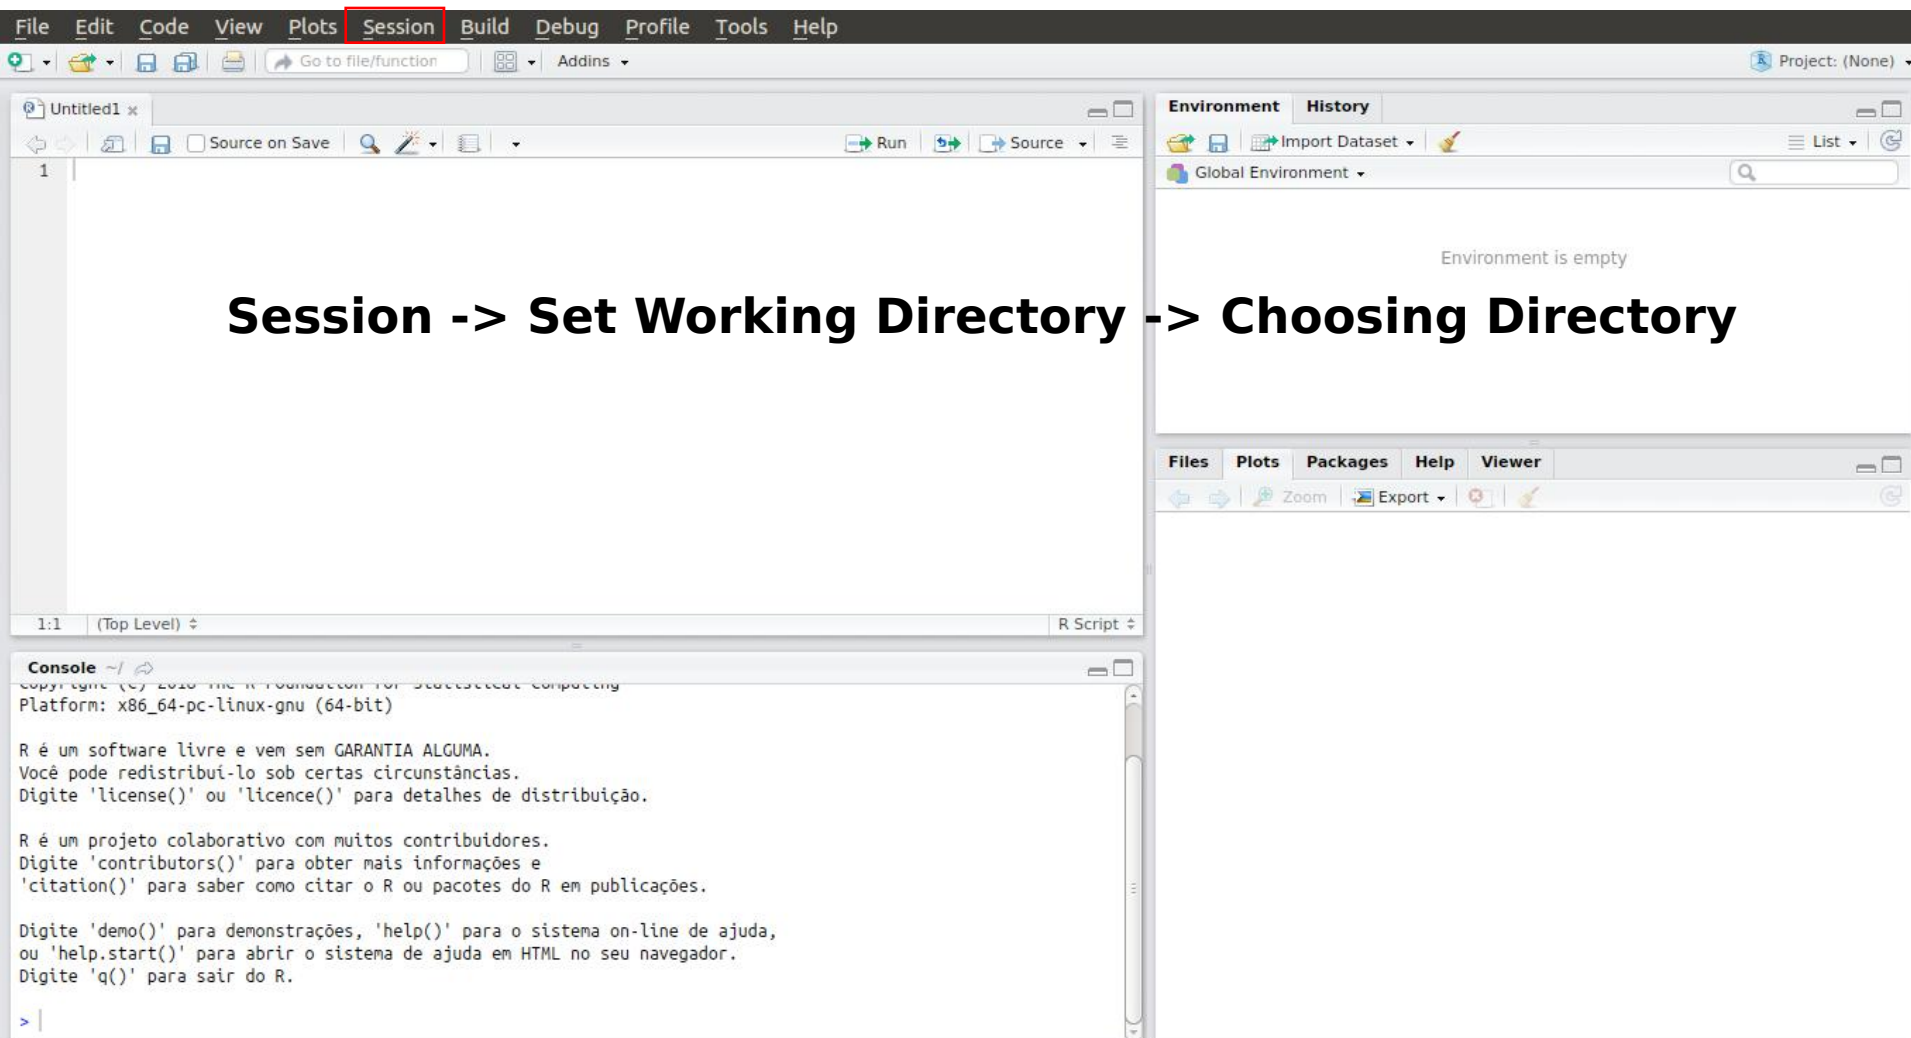 File Edit Code View Plots Session Build Debug Profile Tools Help
Go to file/function Addins Project: (None)
Untitled1
Source on Save Run Source
1
Environment History
Import Dataset List
Global Environment
Environment is empty
Session -> Set Working Directory -> Choosing Directory
Files Plots Packages Help Viewer
Zoom Export
1:1 (Top Level) R Script
Console ~/
Copyright (C) 2018 The R Foundation for Statistical Computing
Platform: x86_64-pc-linux-gnu (64-bit)
R é um software livre e vem sem GARANTIA ALGUMA.
Você pode redistribuí-lo sob certas circunstâncias.
Digite 'license()' ou 'licence()' para detalhes de distribuição.
R é um projeto colaborativo com muitos contribuidores.
Digite 'contributors()' para obter mais informações e
'citation()' para saber como citar o R ou pacotes do R em publicações.
Digite 'demo()' para demonstrações, 'help()' para o sistema on-line de ajuda,
ou 'help.start()' para abrir o sistema de ajuda em HTML no seu navegador.
Digite 'q()' para sair do R.
>